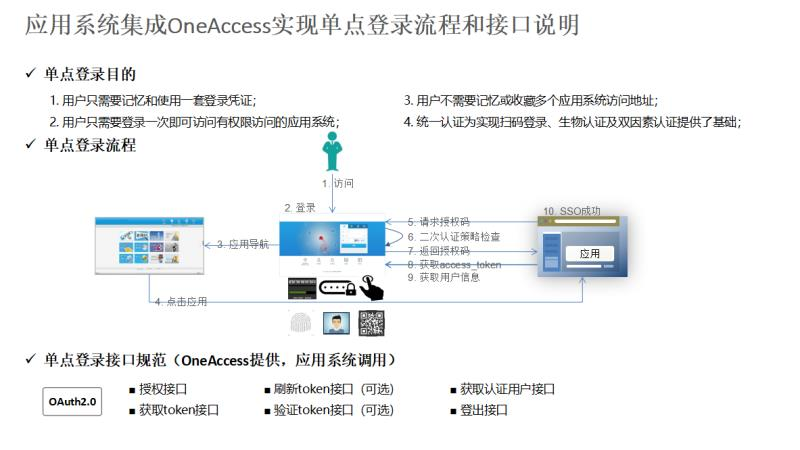 应用系统集成OneAccess实现单点登录流程和接口说明
✓ 单点登录目的
1. 用户只需要记忆和使用一套登录凭证；
2. 用户只需要登录一次即可访问有权限访问的应用系统；
3. 用户不需要记忆或收藏多个应用系统访问地址；
4. 统一认证为实现扫码登录、生物认证及双因素认证提供了基础；
✓ 单点登录流程
1. 访问
2. 登录
3. 应用导航
4. 点击应用
5. 请求授权码
6. 二次认证策略检查
7. 返回授权码
8. 获取access_token
9. 获取用户信息
10. SSO成功
应用
✓ 单点登录接口规范（OneAccess提供，应用系统调用）
OAuth2.0
■ 授权接口
■ 获取token接口
■ 刷新token接口 (可选)
■ 验证token接口 (可选)
■ 获取认证用户接口
■ 登出接口